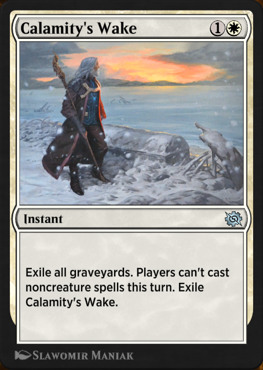 Calamity's Wake 1
Instant
Exile all graveyards. Players can't cast
noncreature spells this turn. Exile
Calamity's Wake.
SLAWOMIR MANIAK